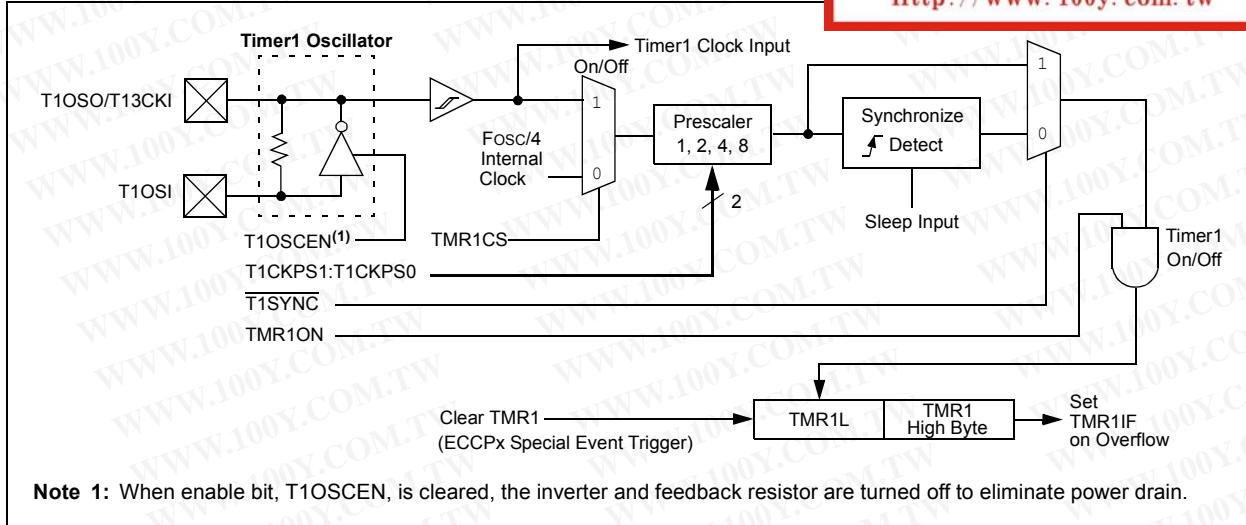 Http://www.100y.com.tw
Timer1 Oscillator
Timer1 Clock Input
On/Off
T1OSO/T13CKI
1
FOSC/4
Internal
Clock
0
Prescaler
1, 2, 4, 8
Synchronize
Detect
1
0
T1OSI
2
Sleep Input
T1OSCEN(1)
TMR1CS
Timer1
On/Off
T1CKPS1:T1CKPS0
T1SYNC
TMR1ON
Clear TMR1
(ECCPx Special Event Trigger)
TMR1L
TMR1
High Byte
Set
TMR1IF
on Overflow
Note 1: When enable bit, T1OSCEN, is cleared, the inverter and feedback resistor are turned off to eliminate power drain.
WWW.100Y.COM.TW